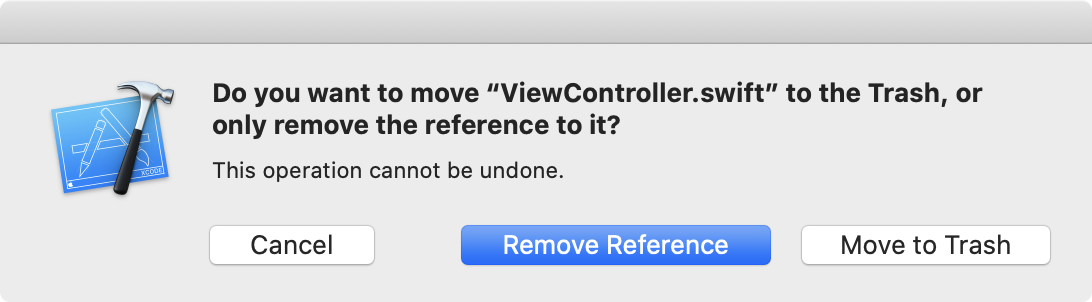 Do you want to move “ViewController.swift” to the Trash, or
only remove the reference to it?
This operation cannot be undone.
XCODE
Cancel
Remove Reference
Move to Trash